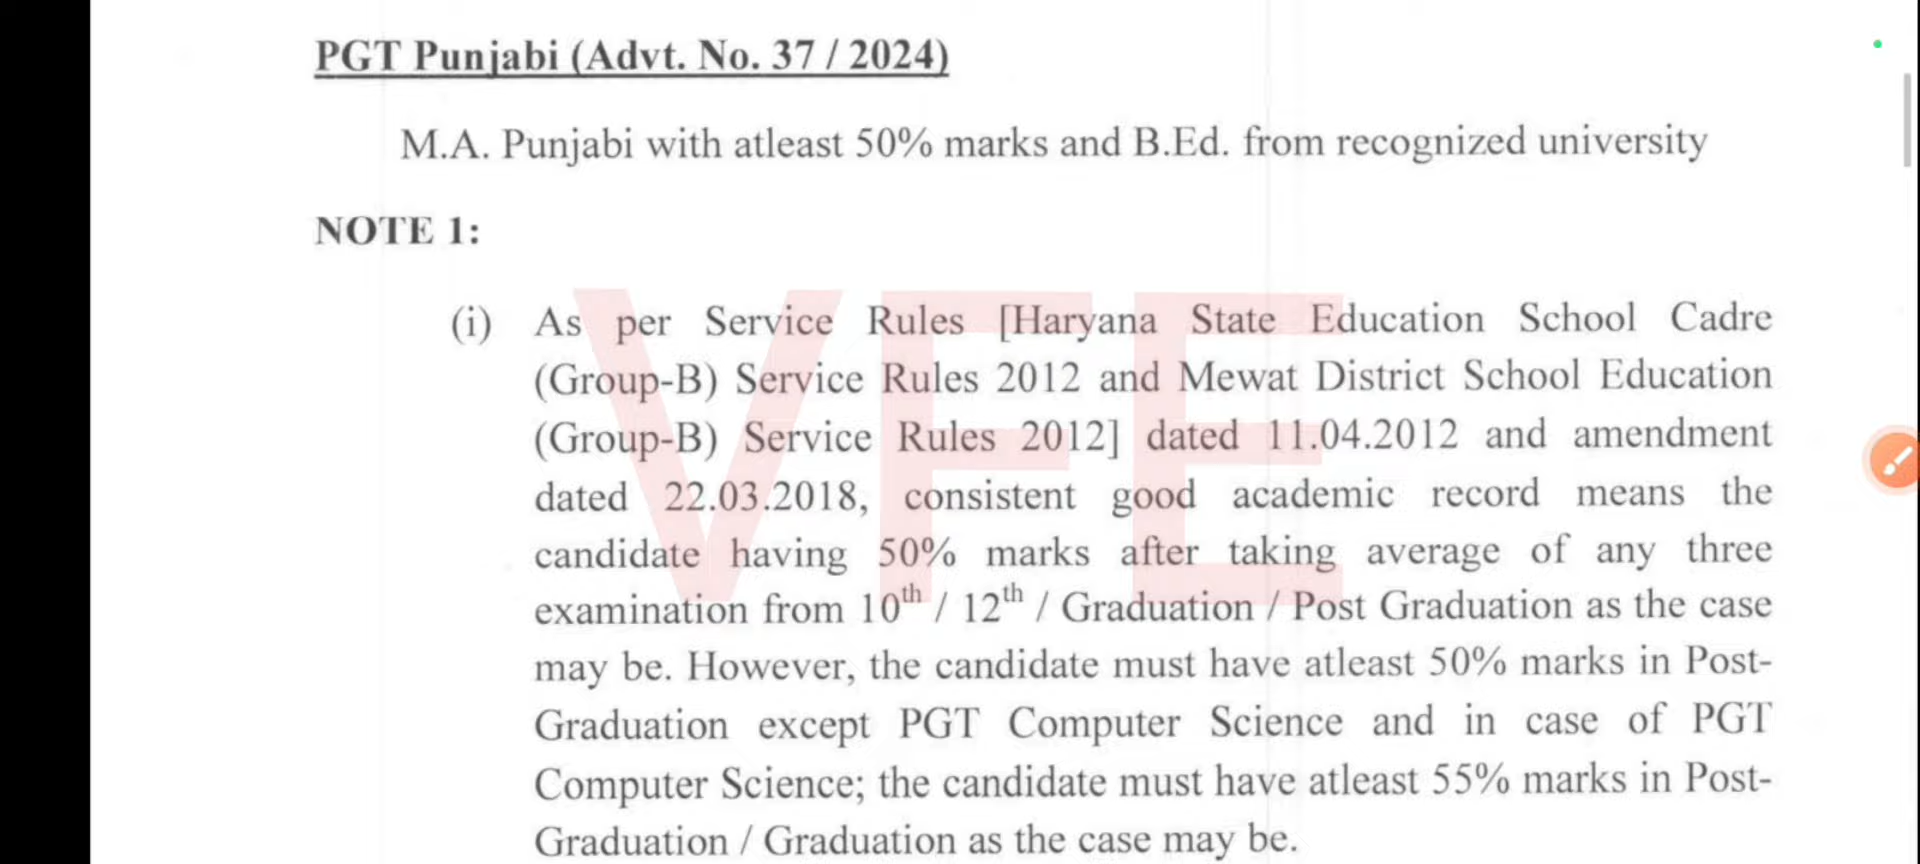 PGT Punjabi (Advt. No. 37 / 2024)
M.A. Punjabi with atleast 50% marks and B.Ed. from recognized university
NOTE 1:
(i) As per Service Rules [Haryana State Education School Cadre
(Group-B) Service Rules 2012 and Mewat District School Education
(Group-B) Service Rules 2012] dated 11.04.2012 and amendment
dated 22.03.2018, consistent good academic record means the
candidate having 50% marks after taking average of any three
examination from 10th / 12th / Graduation / Post Graduation as the case
may be. However, the candidate must have atleast 50% marks in Post-
Graduation except PGT Computer Science and in case of PGT
Computer Science; the candidate must have atleast 55% marks in Post-
Graduation / Graduation as the case may be.
VFE